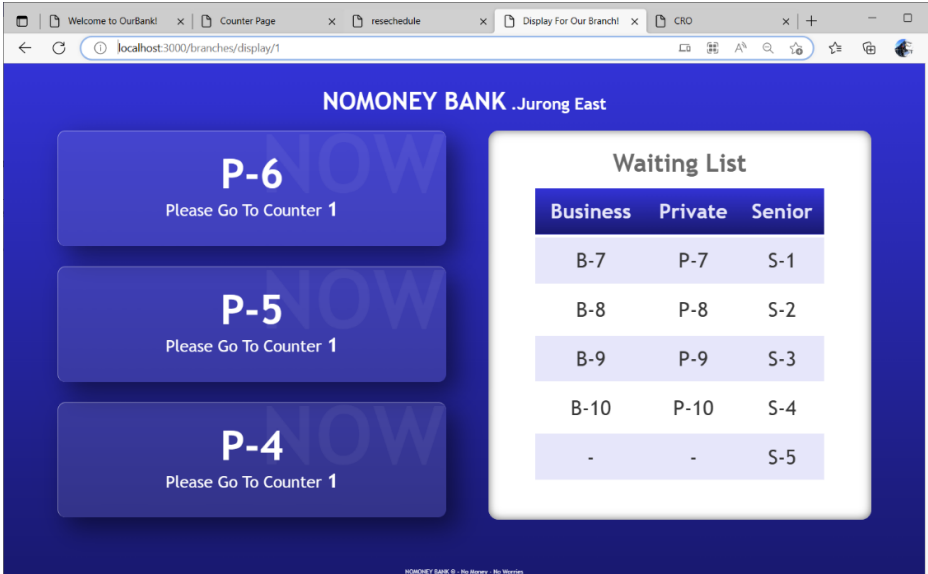 Welcome to OurBank!
Counter Page
resechedule
Display For Our Branch!
CRO
localhost:3000/branches/display/1
NOMONEY BANK .Jurong East
NOW
P-6
Please Go To Counter 1
NOW
P-5
Please Go To Counter 1
NOW
P-4
Please Go To Counter 1
Waiting List
Business Private Senior
B-7 P-7 S-1
B-8 P-8 S-2
B-9 P-9 S-3
B-10 P-10 S-4
- - S-5
NOMONEY BANK ® - No Money - No Worries